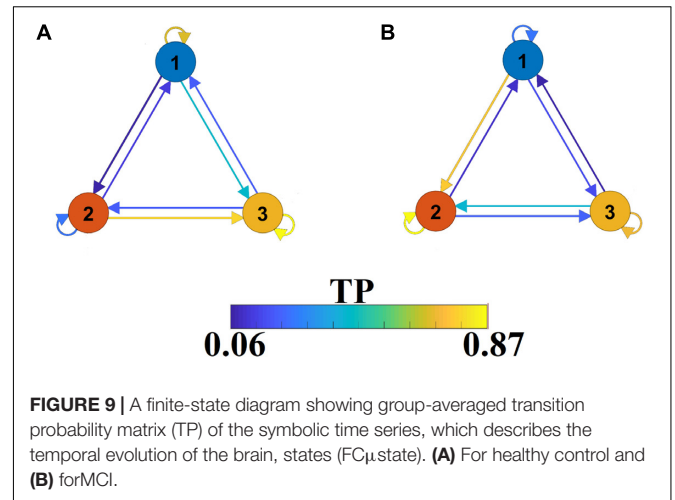 A
B
1
1
2
3
2
3
TP
0.06
0.87
FIGURE 9 | A finite-state diagram showing group-averaged transition
probability matrix (TP) of the symbolic time series, which describes the
temporal evolution of the brain, states (FCμstate). (A) For healthy control and
(B) forMCI.